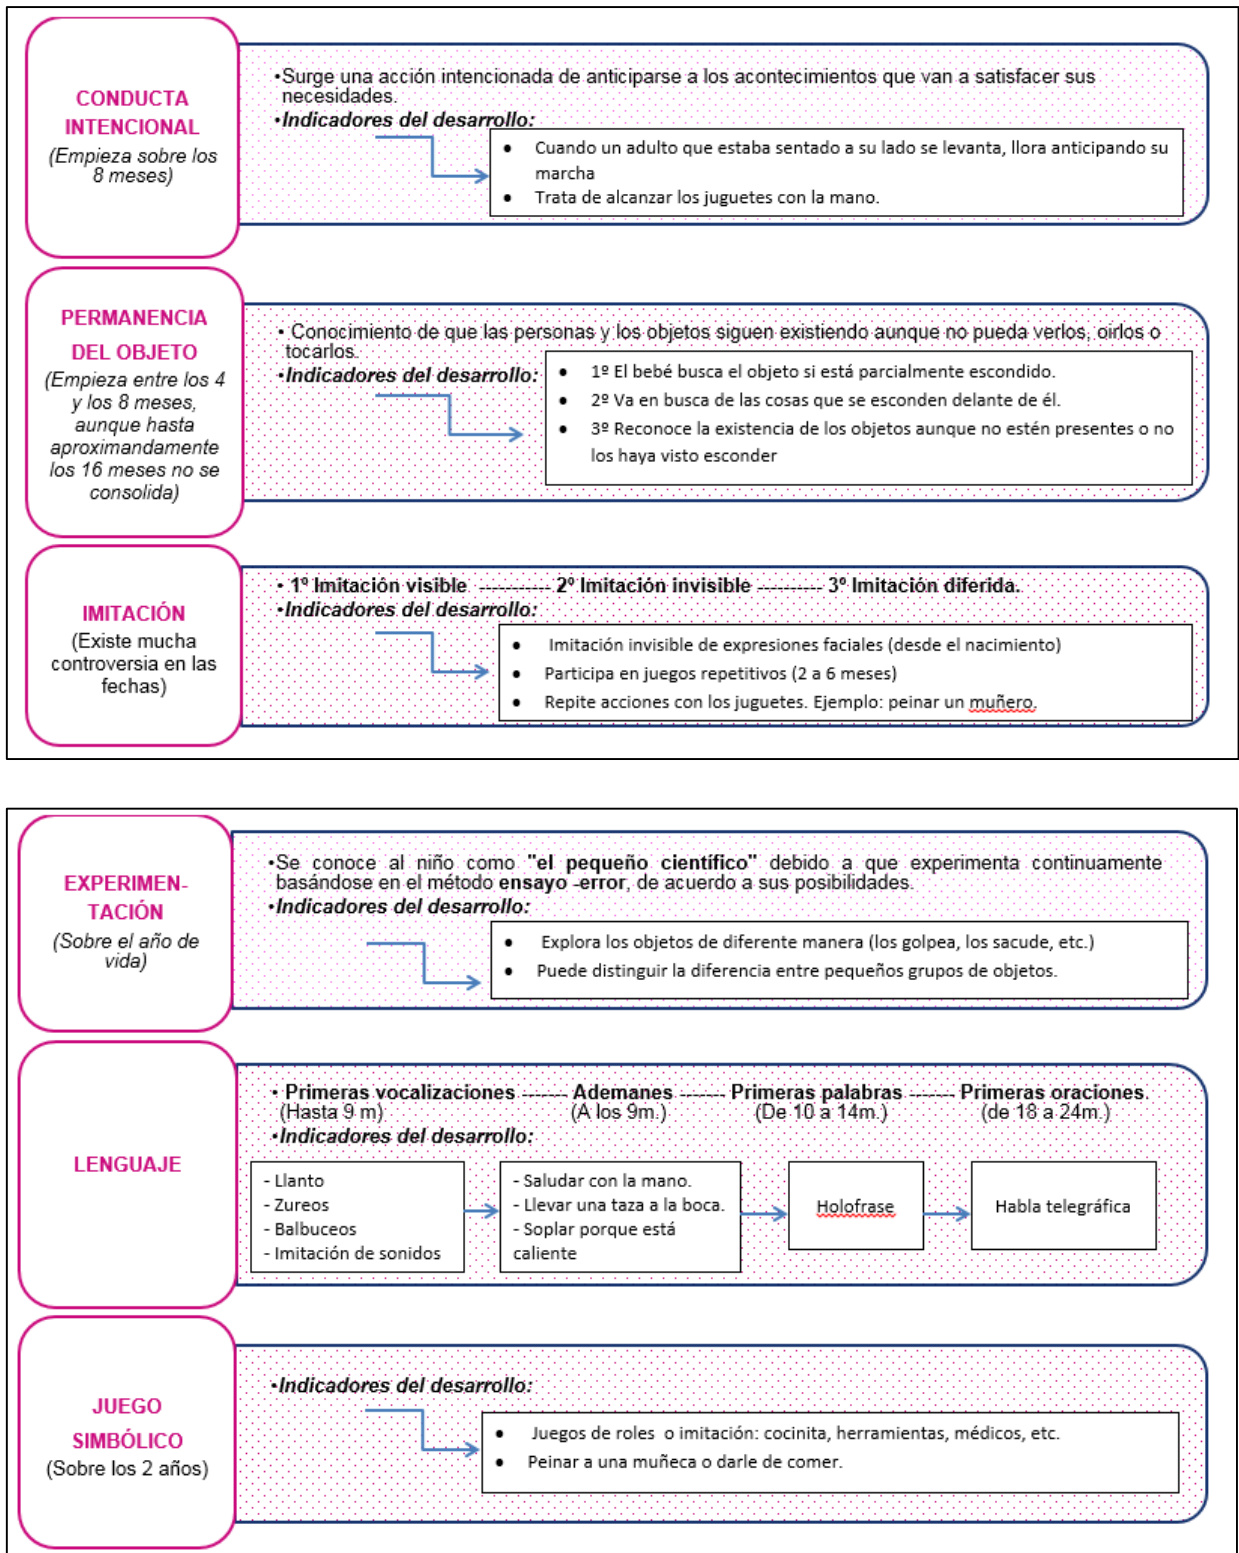 CONDUCTA
INTENCIONAL
(Empieza sobre los
8 meses)
•Surge una acción intencionada de anticiparse a los acontecimientos que van a satisfacer sus
necesidades.
•Indicadores del desarrollo:
• Cuando un adulto que estaba sentado a su lado se levanta, llora anticipando su
marcha
• Trata de alcanzar los juguetes con la mano.
PERMANENCIA
DEL OBJETO
(Empieza entre los 4
y los 8 meses,
aunque hasta
aproximandamente
los 16 meses no se
consolida)
• Conocimiento de que las personas y los objetos siguen existiendo aunque no pueda verlos, oirlos o
tocarlos.
•Indicadores del desarrollo:
• 1º El bebé busca el objeto si está parcialmente escondido.
• 2º Va en busca de las cosas que se esconden delante de él.
• 3º Reconoce la existencia de los objetos aunque no estén presentes o no
los haya visto esconder
IMITACIÓN
(Existe mucha
controversia en las
fechas)
• 1º Imitación visible ----------- 2º Imitación invisible ---------- 3º Imitación diferida.
•Indicadores del desarrollo:
• Imitación invisible de expresiones faciales (desde el nacimiento)
• Participa en juegos repetitivos (2 a 6 meses)
• Repite acciones con los juguetes. Ejemplo: peinar un muñero.
EXPERIMEN-
TACIÓN
(Sobre el año de
vida)
•Se conoce al niño como "el pequeño científico" debido a que experimenta continuamente
basándose en el método ensayo -error, de acuerdo a sus posibilidades.
•Indicadores del desarrollo:
• Explora los objetos de diferente manera (los golpea, los sacude, etc.)
• Puede distinguir la diferencia entre pequeños grupos de objetos.
LENGUAJE
• Primeras vocalizaciones ------- Ademanes ------- Primeras palabras ------- Primeras oraciones.
(Hasta 9 m) (A los 9m.) (De 10 a 14m.) (de 18 a 24m.)
•Indicadores del desarrollo:
- Llanto
- Zureos
- Balbuceos
- Imitación de sonidos
- Saludar con la mano.
- Llevar una taza a la boca.
- Soplar porque está
caliente
Holofrase
Habla telegráfica
JUEGO
SIMBÓLICO
(Sobre los 2 años)
•Indicadores del desarrollo:
• Juegos de roles o imitación: cocinita, herramientas, médicos, etc.
• Peinar a una muñeca o darle de comer.